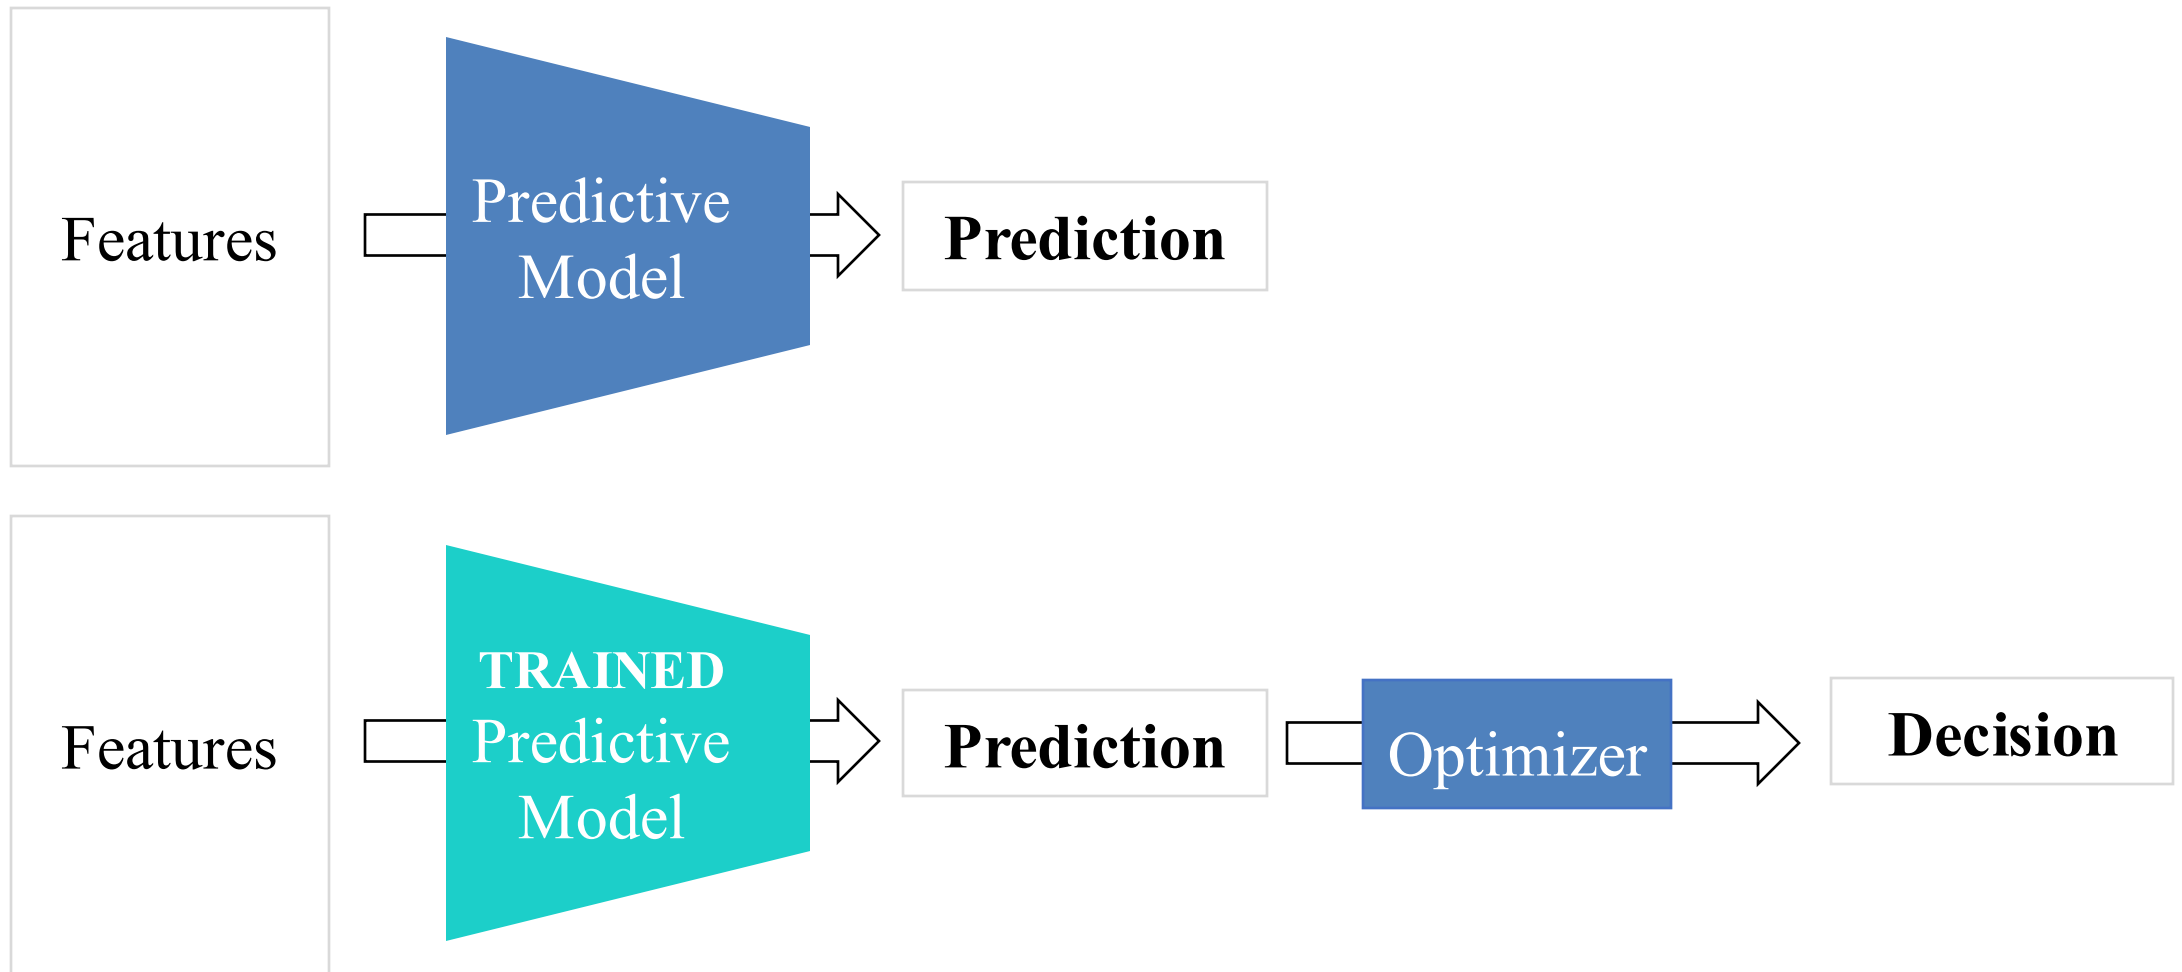 Features
Predictive
Model
Prediction
Features
TRAINED
Predictive
Model
Prediction
Optimizer
Decision